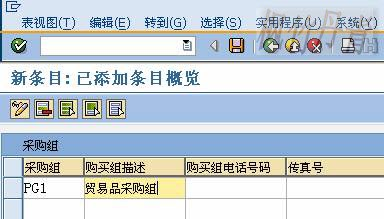 表视图(T) 编辑(E) 转到(G) 选择(S) 实用程序(U) 系统(Y)
新条目: 已添加条目概览
采购组
采购组 购买组描述 购买组电话号码 传真号
PG1 贸易品采购组